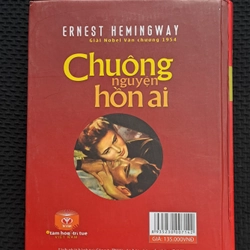 ERNEST HEMINGWAY
Giải Nobel Văn chương 1954
Chuông
nguyện
hồn ai
GIÁ: 135.000VNĐ